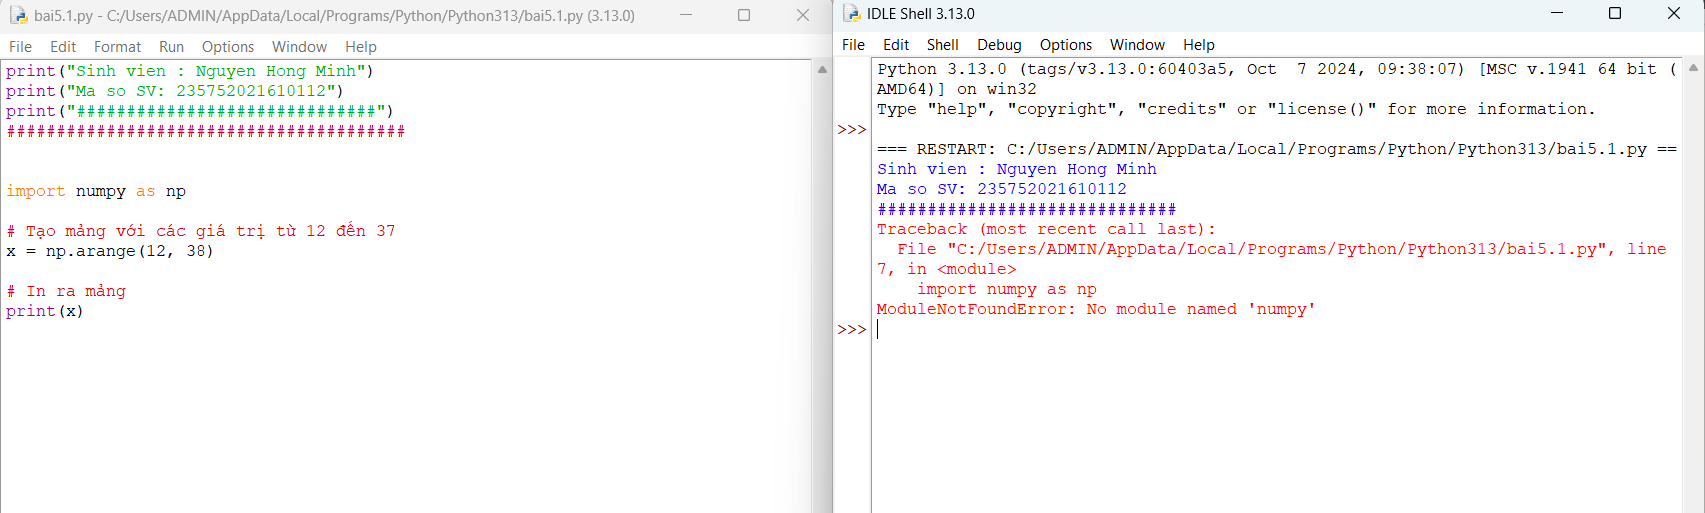 bai5.1.py - C:/Users/ADMIN/AppData/Local/Programs/Python/Python313/bai5.1.py (3.13.0)
File Edit Format Run Options Window Help
print("Sinh vien : Nguyen Hong Minh")
print("Ma so SV: 235752021610112")
print("##############################")
########################################
import numpy as np
# Tạo mảng với các giá trị từ 12 đến 37
x = np.arange(12, 38)
# In ra mảng
print(x)
IDLE Shell 3.13.0
File Edit Shell Debug Options Window Help
Python 3.13.0 (tags/v3.13.0:60403a5, Oct  7 2024, 09:38:07) [MSC v.1941 64 bit (
AMD64)] on win32
Type "help", "copyright", "credits" or "license()" for more information.
>>>
=== RESTART: C:/Users/ADMIN/AppData/Local/Programs/Python/Python313/bai5.1.py ==
Sinh vien : Nguyen Hong Minh
Ma so SV: 235752021610112
##############################
Traceback (most recent call last):
  File "C:/Users/ADMIN/AppData/Local/Programs/Python/Python313/bai5.1.py", line
7, in <module>
    import numpy as np
ModuleNotFoundError: No module named 'numpy'
>>>